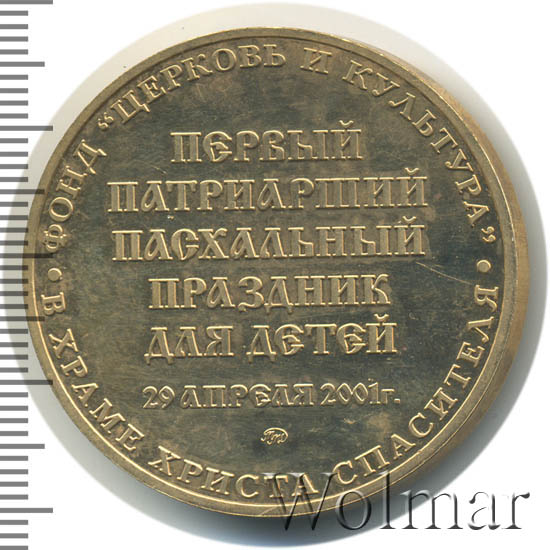 ФОНД "ЦЕРКОВЬ И КУЛЬТУРА"
ПЕРВЫЙ
ПАТРИАРШИЙ
ПАСХАЛЬНЫЙ
ПРАЗДНИК
ДЛЯ ДЕТЕЙ
29 АПРЕЛЯ 2001г.
• В ХРАМЕ ХРИСТА СПАСИТЕЛЯ •
Wolmar